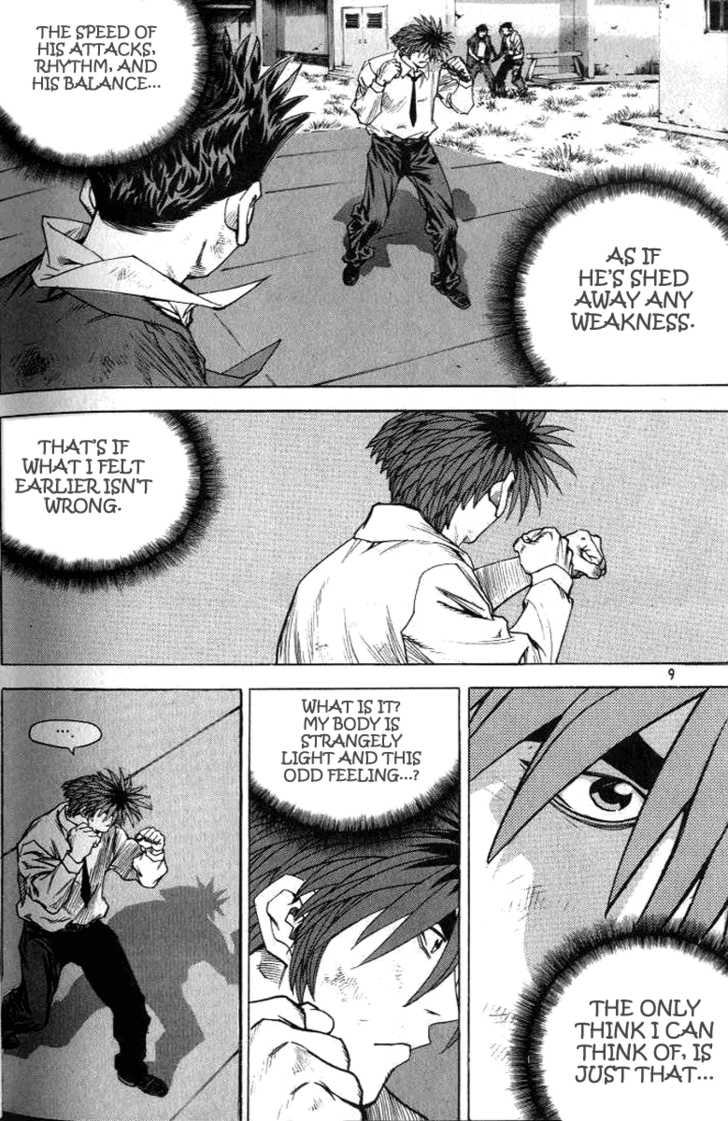 THE SPEED OF
HIS ATTACKS,
RHYTHM, AND
HIS BALANCE...
AS IF
HE'S SHED
AWAY ANY
WEAKNESS.
THAT'S IF
WHAT I FELT
EARLIER ISN'T
WRONG.
9
....
WHAT IS IT?
MY BODY IS
STRANGELY
LIGHT AND THIS
ODD FEELING...?
THE ONLY
THINK I CAN
THINK OF, IS
JUST THAT...